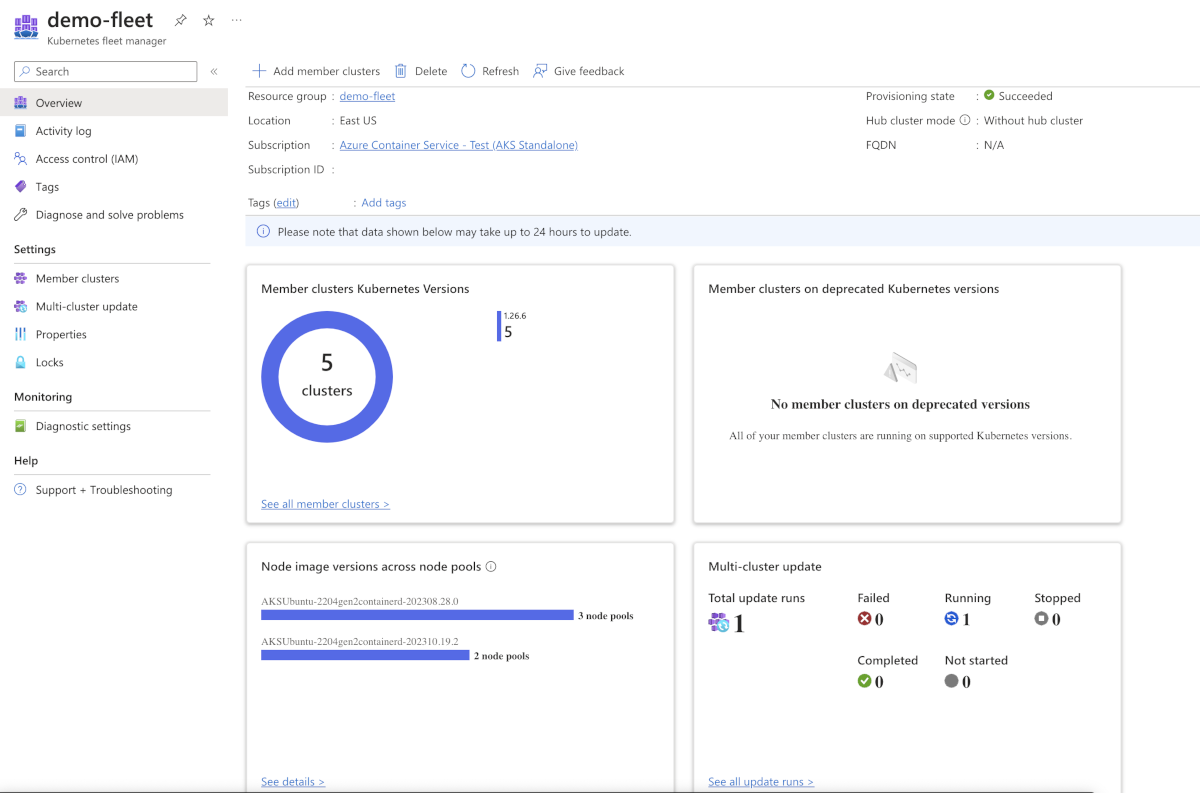 demo-fleet
Kubernetes fleet manager
Search
«
Overview
Activity log
Access control (IAM)
Tags
Diagnose and solve problems
Settings
Member clusters
Multi-cluster update
Properties
Locks
Monitoring
Diagnostic settings
Help
Support + Troubleshooting
Add member clusters Delete Refresh Give feedback
Resource group : demo-fleet
Location : East US
Subscription : Azure Container Service - Test (AKS Standalone)
Subscription ID :
Tags (edit) : Add tags
Provisioning state : Succeeded
Hub cluster mode : Without hub cluster
FQDN : N/A
Please note that data shown below may take up to 24 hours to update.
Member clusters Kubernetes Versions
5
clusters
1.26.6
5
See all member clusters >
Member clusters on deprecated Kubernetes versions
No member clusters on deprecated versions
All of your member clusters are running on supported Kubernetes versions.
Node image versions across node pools
AKSUbuntu-2204gen2containerd-202308.28.0
3 node pools
AKSUbuntu-2204gen2containerd-202310.19.2
2 node pools
See details >
Multi-cluster update
Total update runs
1
Failed
0
Running
1
Stopped
0
Completed
0
Not started
0
See all update runs >